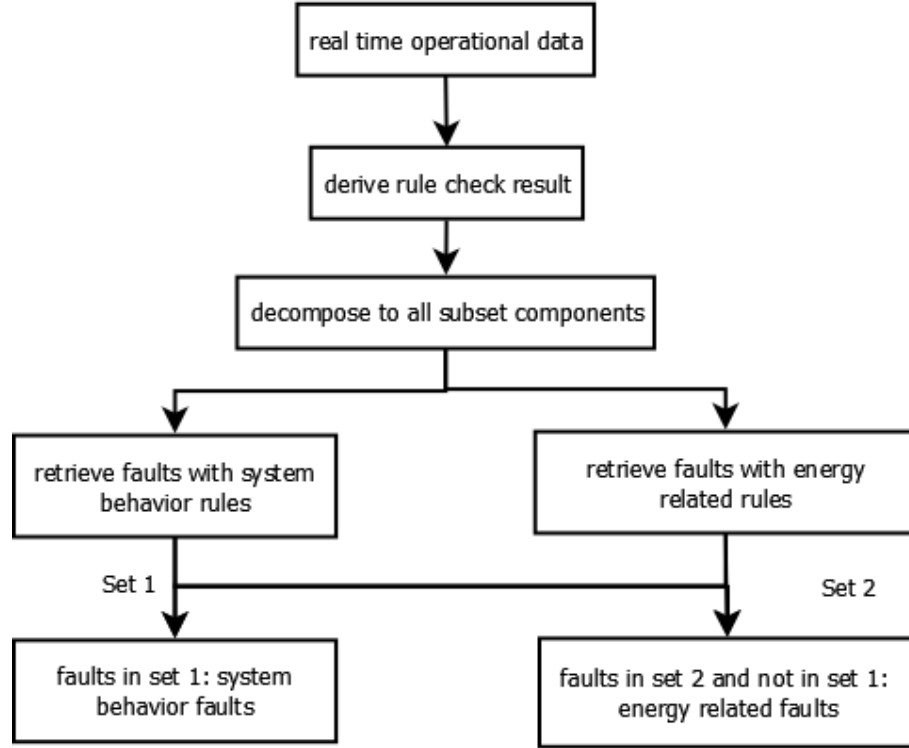 real time operational data
derive rule check result
decompose to all subset components
retrieve faults with system
behavior rules
retrieve faults with energy
related rules
Set 1
Set 2
faults in set 1: system
behavior faults
faults in set 2 and not in set 1:
energy related faults